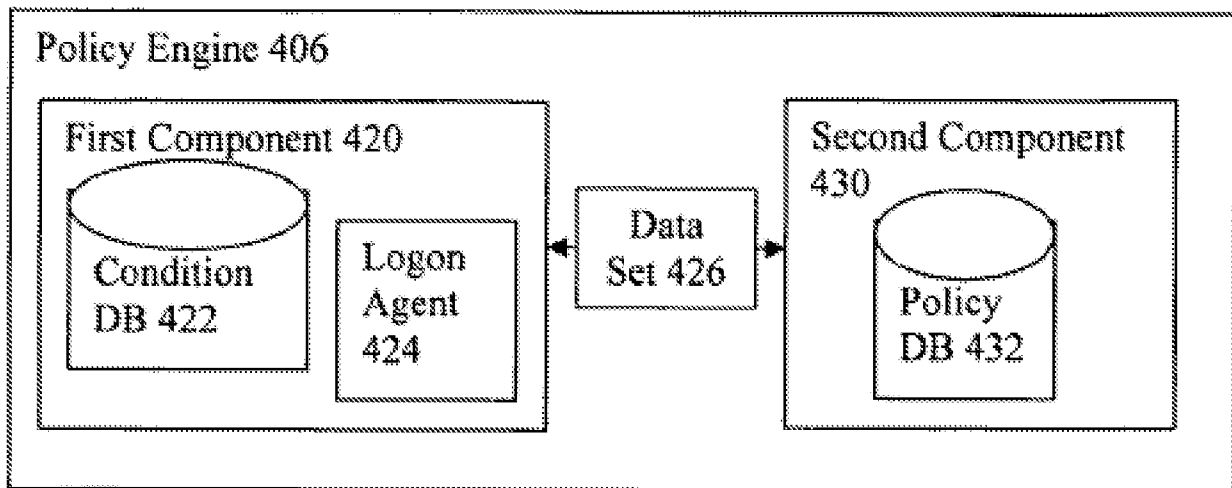 Policy Engine 406
First Component 420
Condition
DB 422
Logon
Agent
424
Data
Set 426
Second Component
430
Policy
DB 432